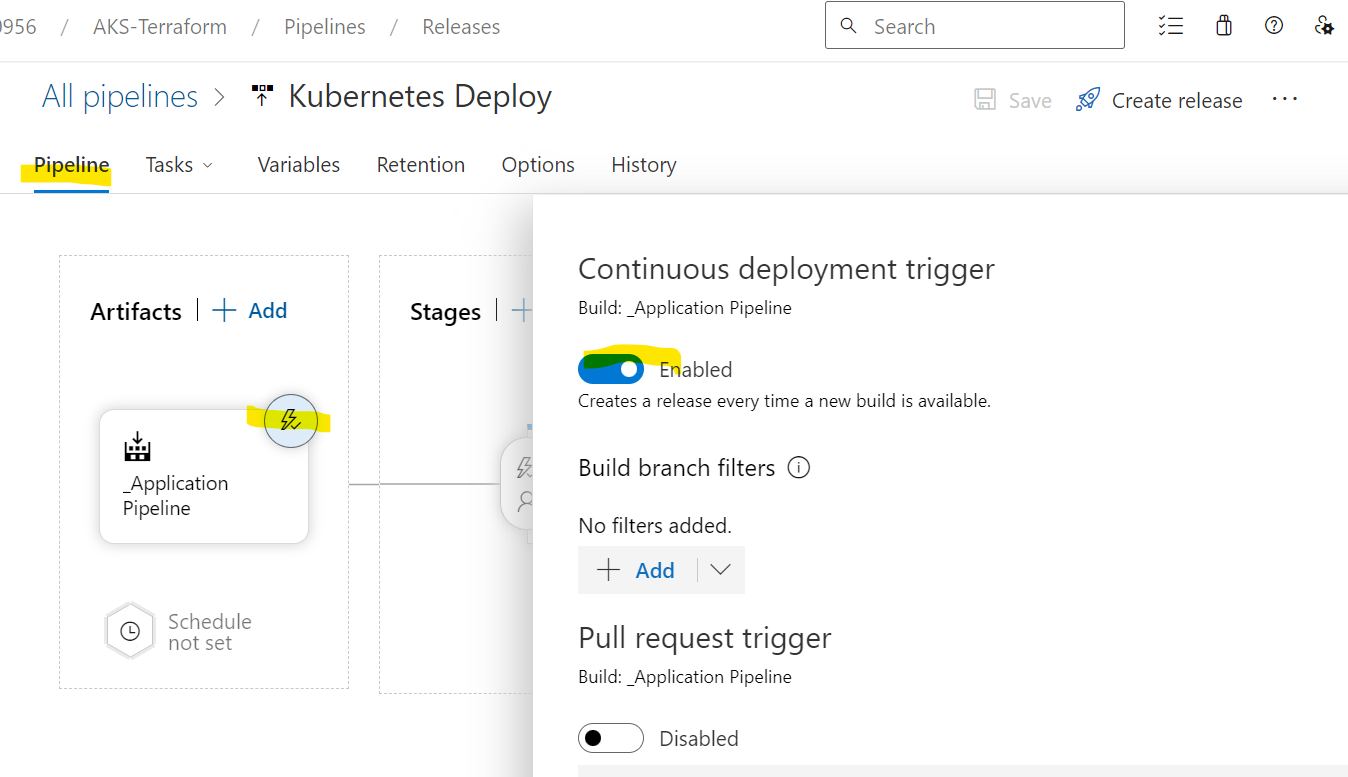 0956 / AKS-Terraform / Pipelines / Releases
Search
All pipelines > Kubernetes Deploy
Save
Create release
Pipeline
Tasks
Variables
Retention
Options
History
Artifacts | + Add
Stages | +
_Application
Pipeline
Schedule
not set
Continuous deployment trigger
Build: _Application Pipeline
Enabled
Creates a release every time a new build is available.
Build branch filters
No filters added.
+ Add
Pull request trigger
Build: _Application Pipeline
Disabled